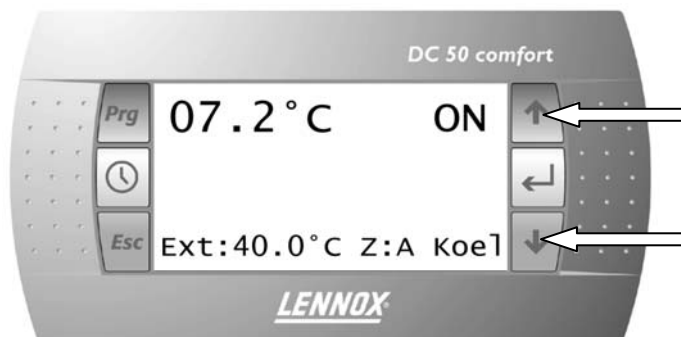 DC 50 comfort
Prg
07.2°C ON
Esc
Ext:40.0°C Z:A Koel
LENNOX